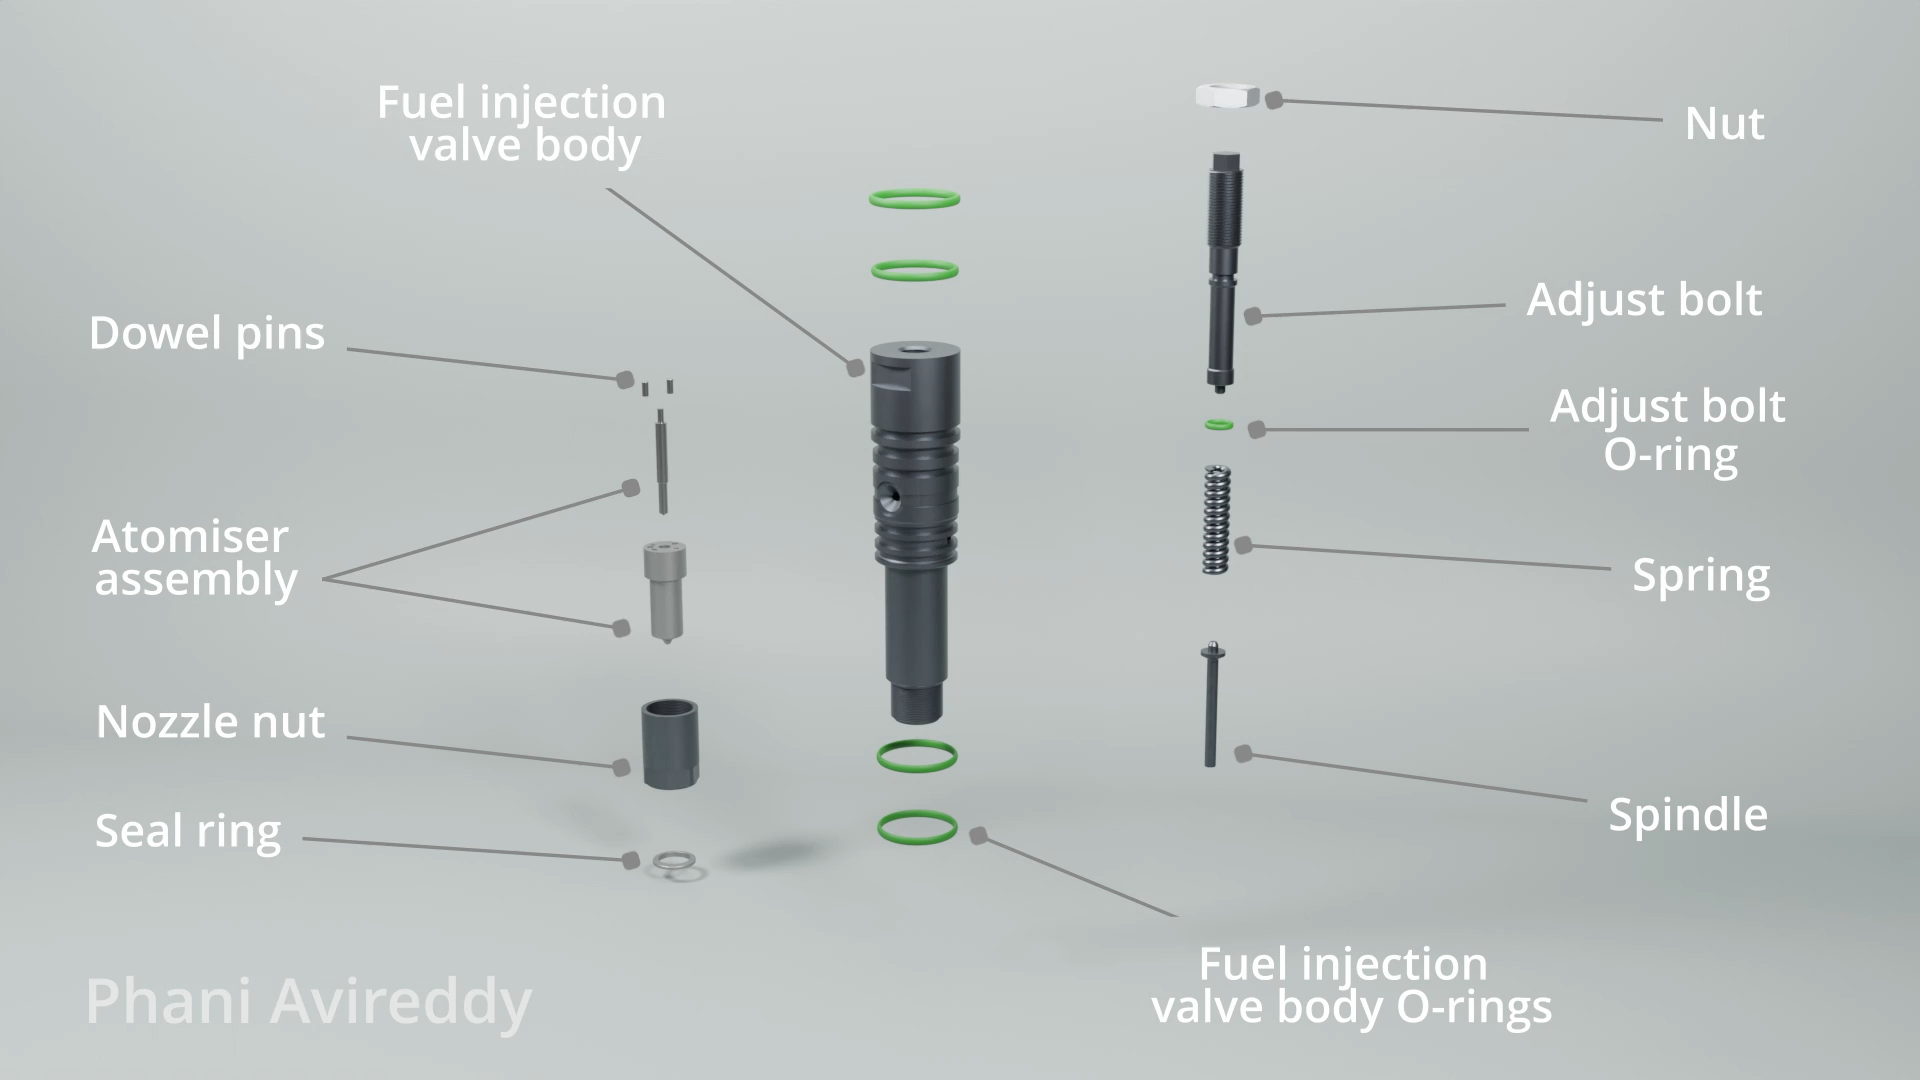 Fuel injection
valve body
Nut
Adjust bolt
Dowel pins
Adjust bolt
O-ring
Atomiser
assembly
Spring
Nozzle nut
Spindle
Seal ring
Fuel injection
valve body O-rings
Phani Avireddy